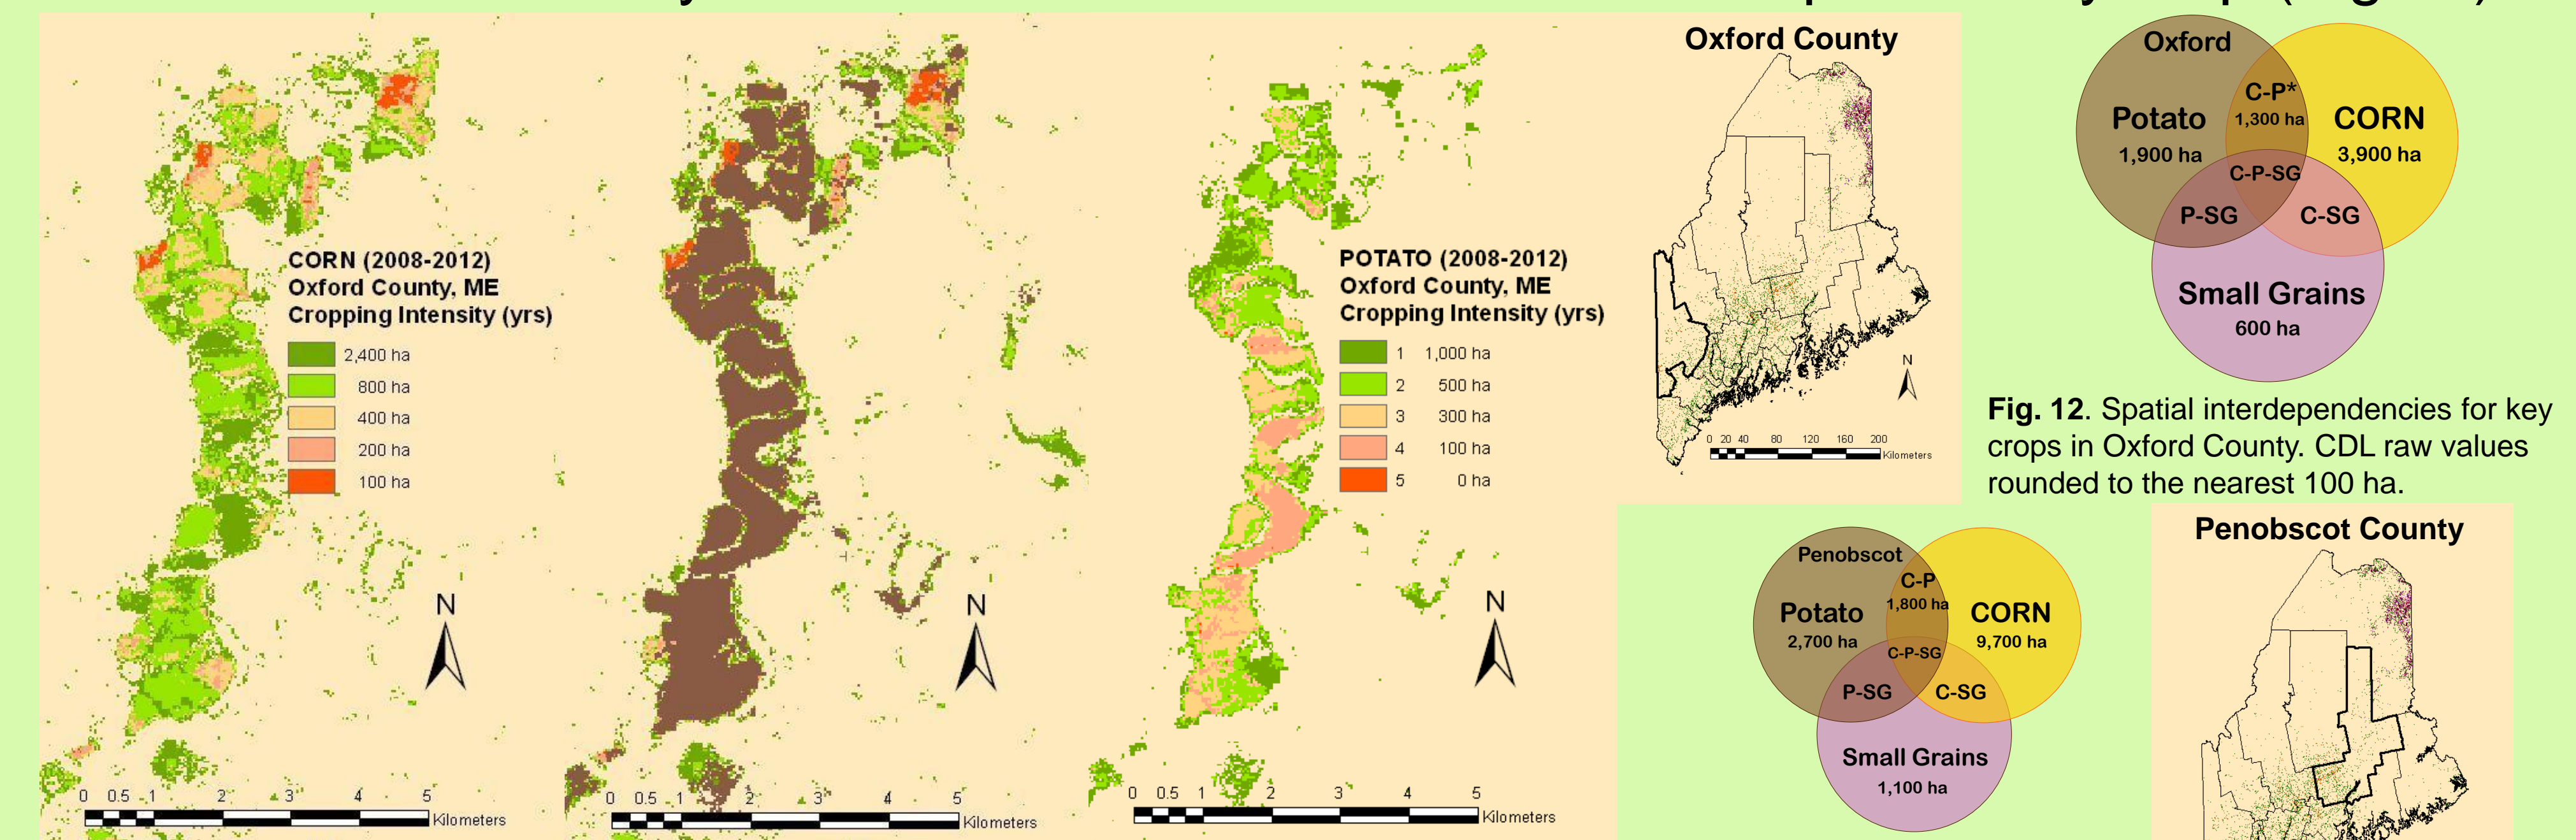 CORN (2008-2012)
Oxford County, ME
Cropping Intensity (yrs)
2,400 ha
800 ha
400 ha
200 ha
100 ha
N
0 0.5 1 2 3 4 5
Kilometers
N
0 0.5 1 2 3 4 5
Kilometers
POTATO (2008-2012)
Oxford County, ME
Cropping Intensity (yrs)
1 1,000 ha
2 500 ha
3 300 ha
4 100 ha
5 0 ha
N
0 0.5 1 2 3 4 5
Kilometers
Oxford County
N
0 20 40 80 120 160 200
Kilometers
Oxford
C-P*
1,300 ha
Potato
1,900 ha
CORN
3,900 ha
C-P-SG
P-SG
C-SG
Small Grains
600 ha
Fig. 12. Spatial interdependencies for key
crops in Oxford County. CDL raw values
rounded to the nearest 100 ha.
Penobscot
C-P
1,800 ha
Potato
2,700 ha
CORN
9,700 ha
C-P-SG
P-SG
C-SG
Small Grains
1,100 ha
Penobscot County